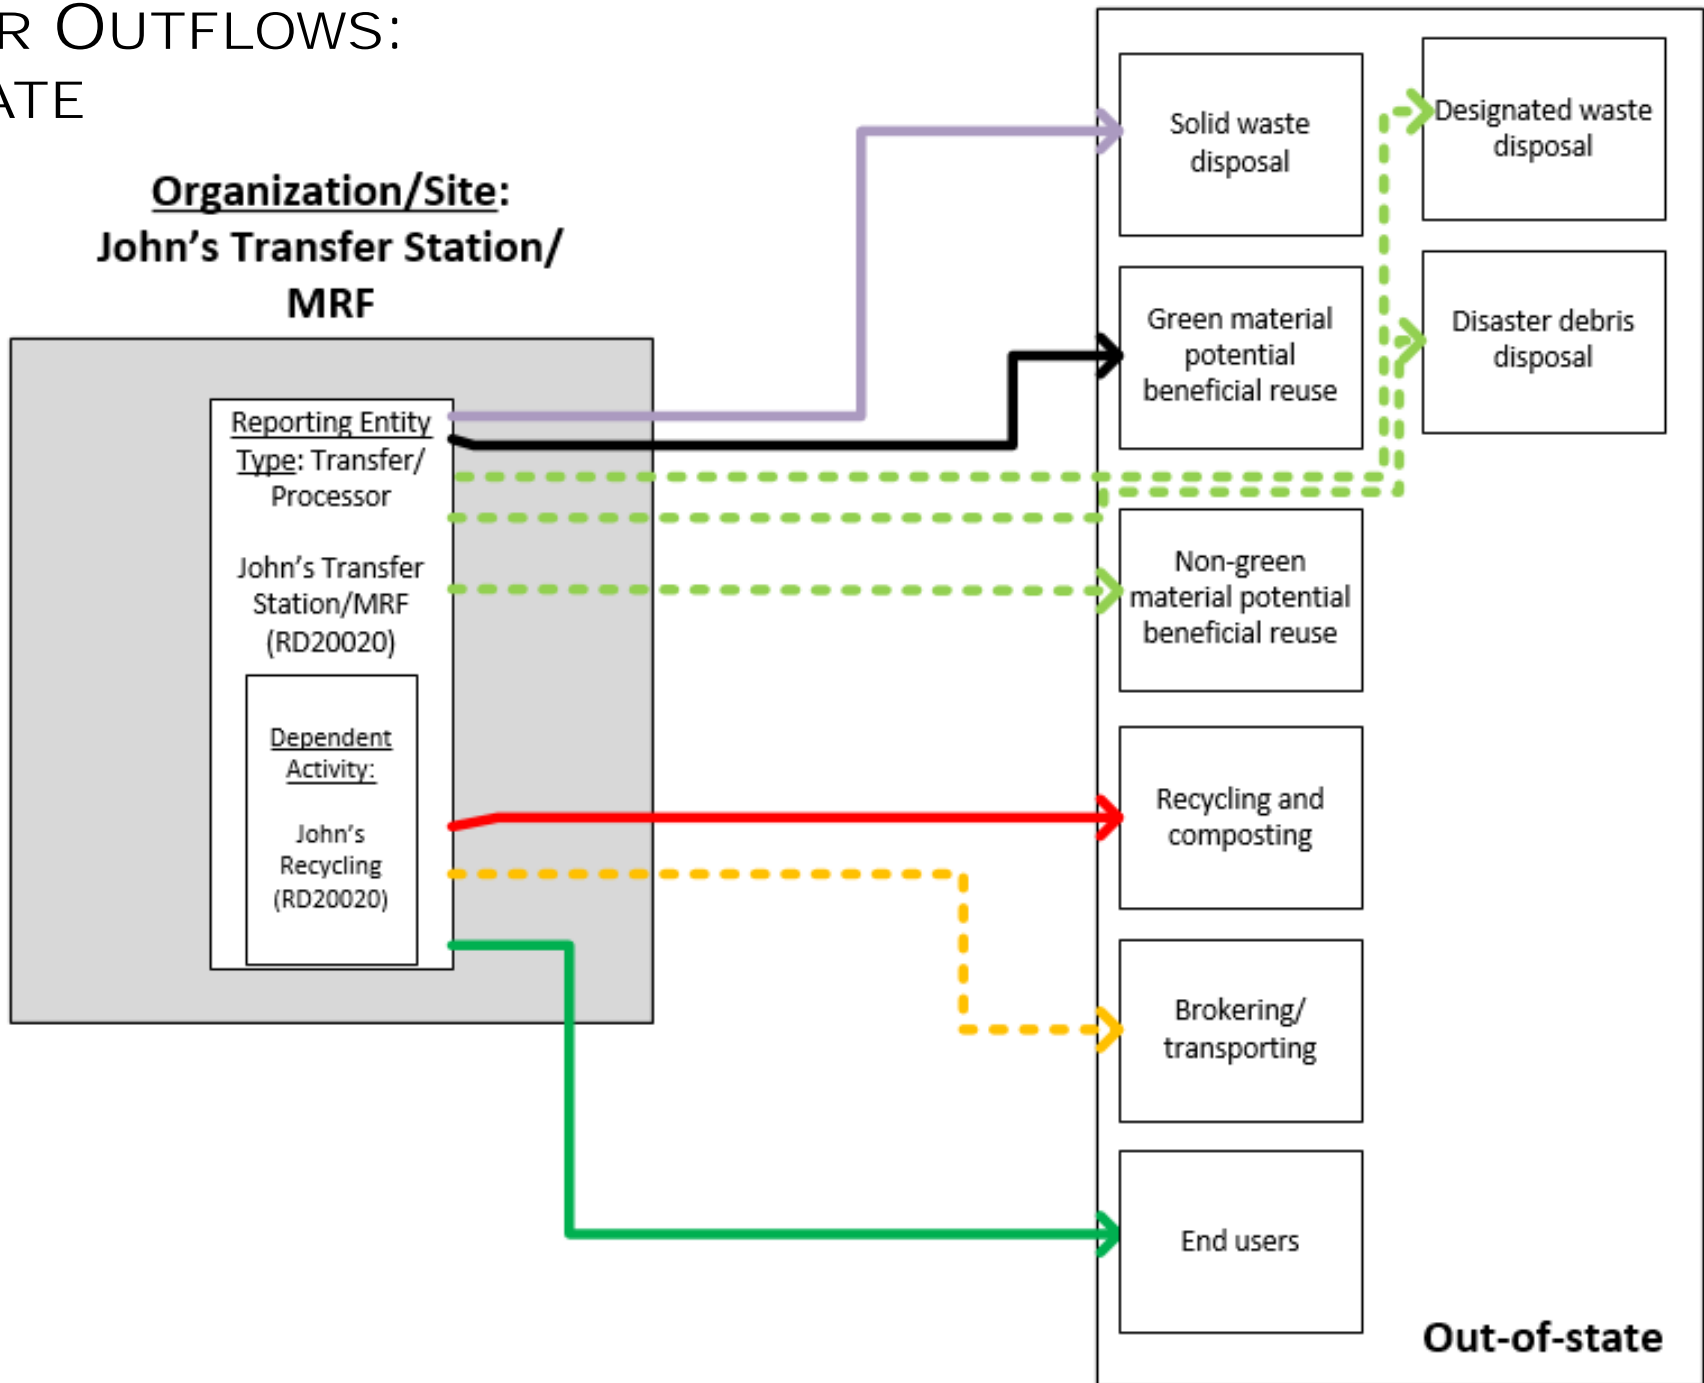 R OUTFLOWS:
ATE
Organization/Site:
John’s Transfer Station/
MRF
Reporting Entity
Type: Transfer/
Processor
John’s Transfer
Station/MRF
(RD20020)
Dependent
Activity:
John’s
Recycling
(RD20020)
Solid waste
disposal
Designated waste
disposal
Green material
potential
beneficial reuse
Disaster debris
disposal
Non-green
material potential
beneficial reuse
Recycling and
composting
Brokering/
transporting
End users
Out-of-state